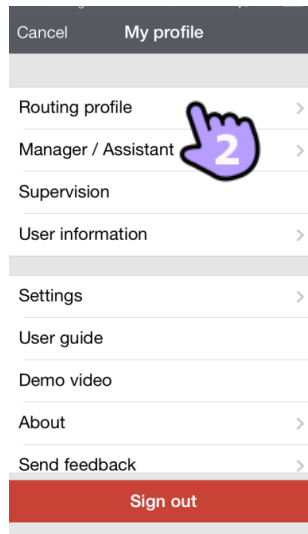 Cancel My profile
Routing profile
Manager / Assistant
2
Supervision
User information
Settings
User guide
Demo video
About
Send feedback
Sign out